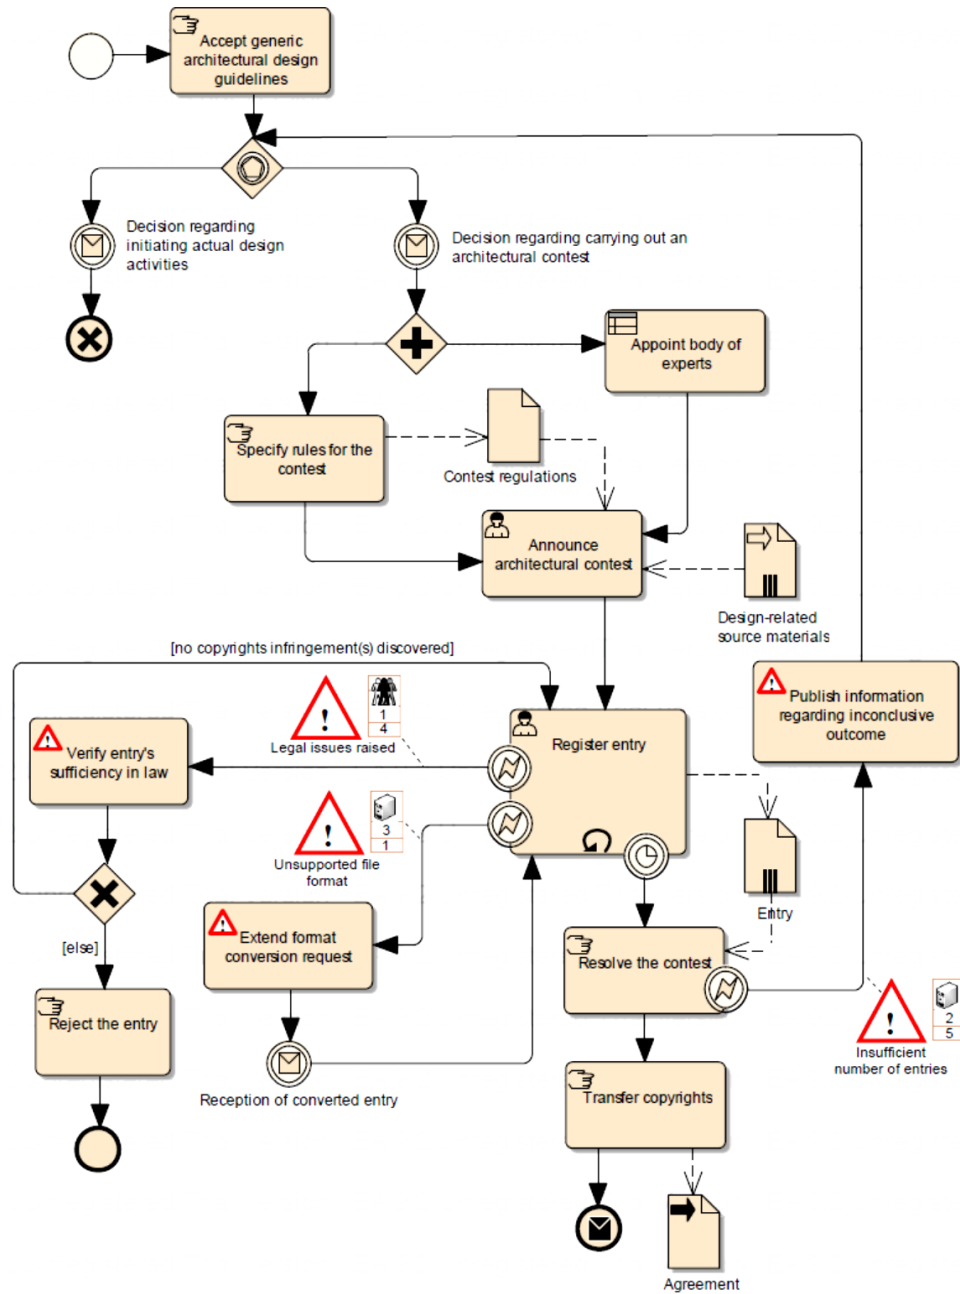 Accept generic
architectural design
guidelines
Decision regarding
initiating actual design
activities
Decision regarding carrying out an
architectural contest
Appoint body of
experts
Specify rules for the
contest
Contest regulations
Announce
architectural contest
Design-related
source materials
[no copyrights infringement(s) discovered]
!
1
4
Legal issues raised
!
Verify entry's
sufficiency in law
Register entry
!
Publish information
regarding inconclusive
outcome
!
3
1
Unsupported file
format
Entry
!
Extend format
conversion request
[else]
Resolve the contest
!
2
5
Insufficient
number of entries
Reject the entry
Reception of converted entry
Transfer copyrights
Agreement